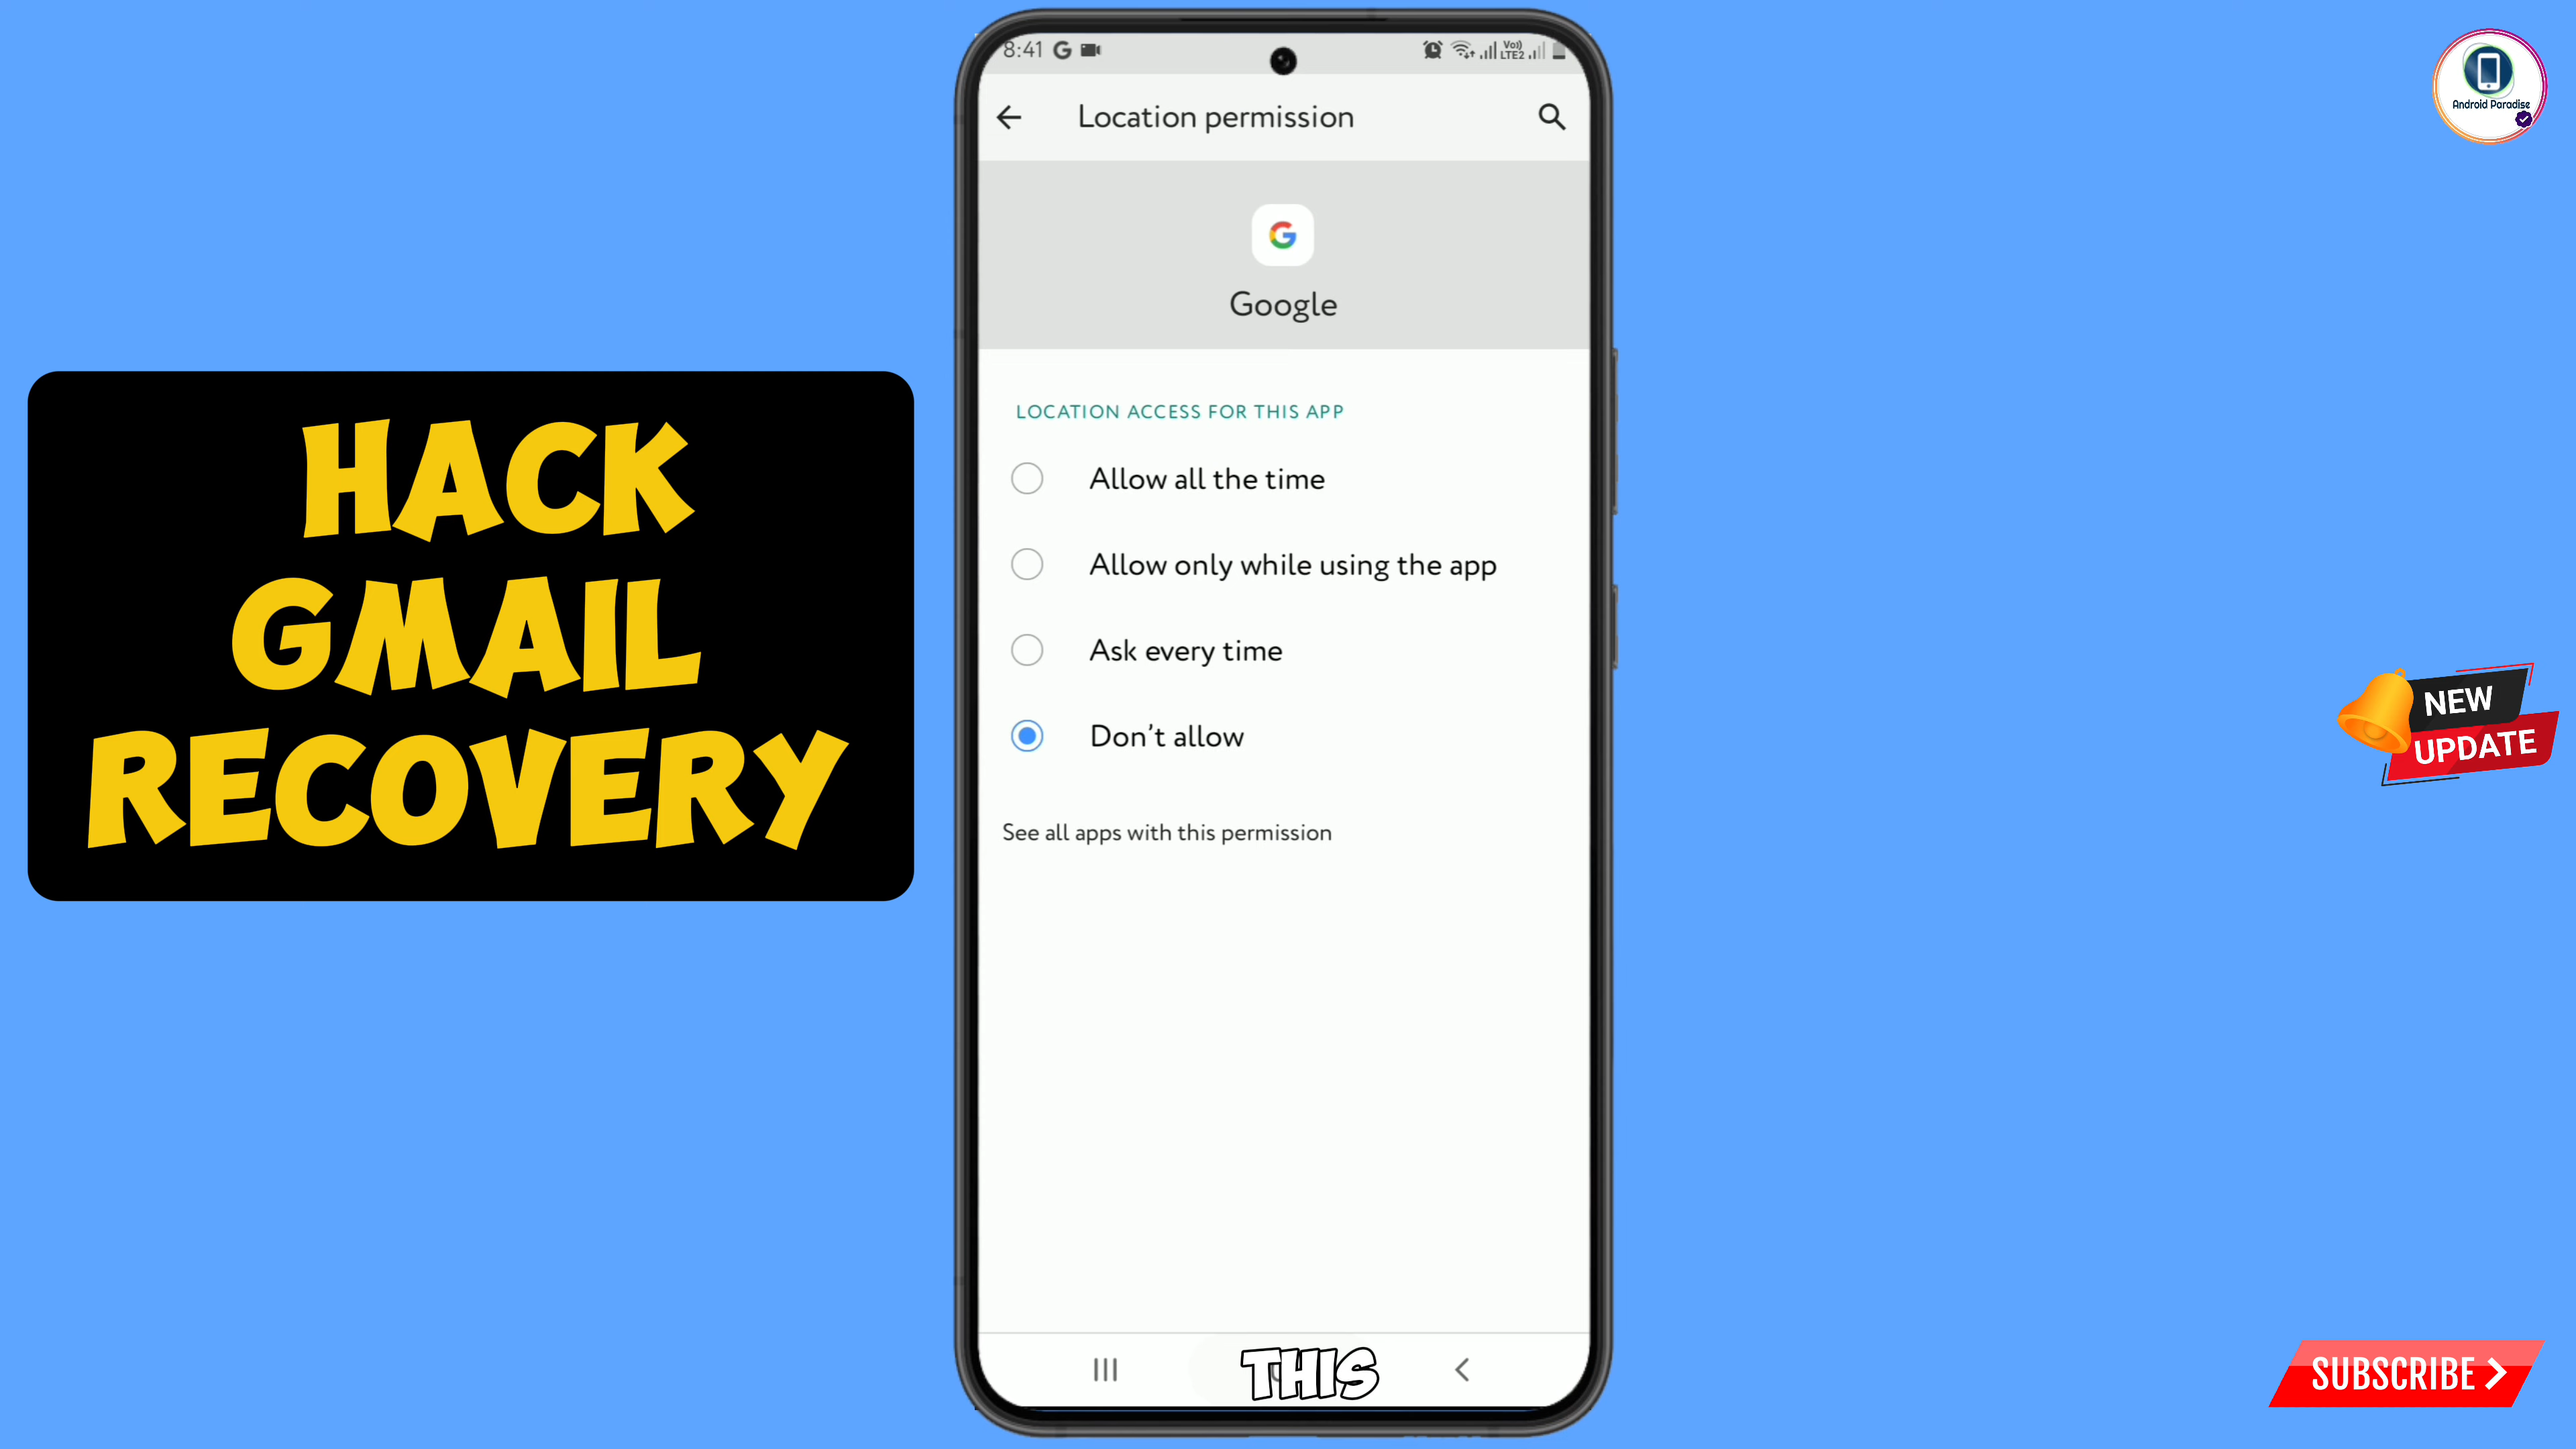 8:41
Vo)
LTE2
Location permission
Android Paradise
Google
HACK
GMAIL
RECOVERY
LOCATION ACCESS FOR THIS APP
Allow all the time
Allow only while using the app
Ask every time
Don't allow
See all apps with this permission
NEW
UPDATE
THIS
SUBSCRIBE